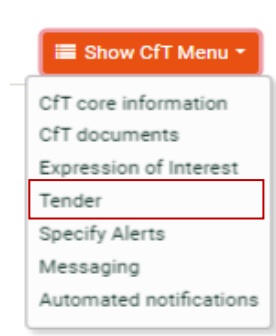 Show CfT Menu
CfT core information
CfT documents
Expression of Interest
Tender
Specify Alerts
Messaging
Automated notifications